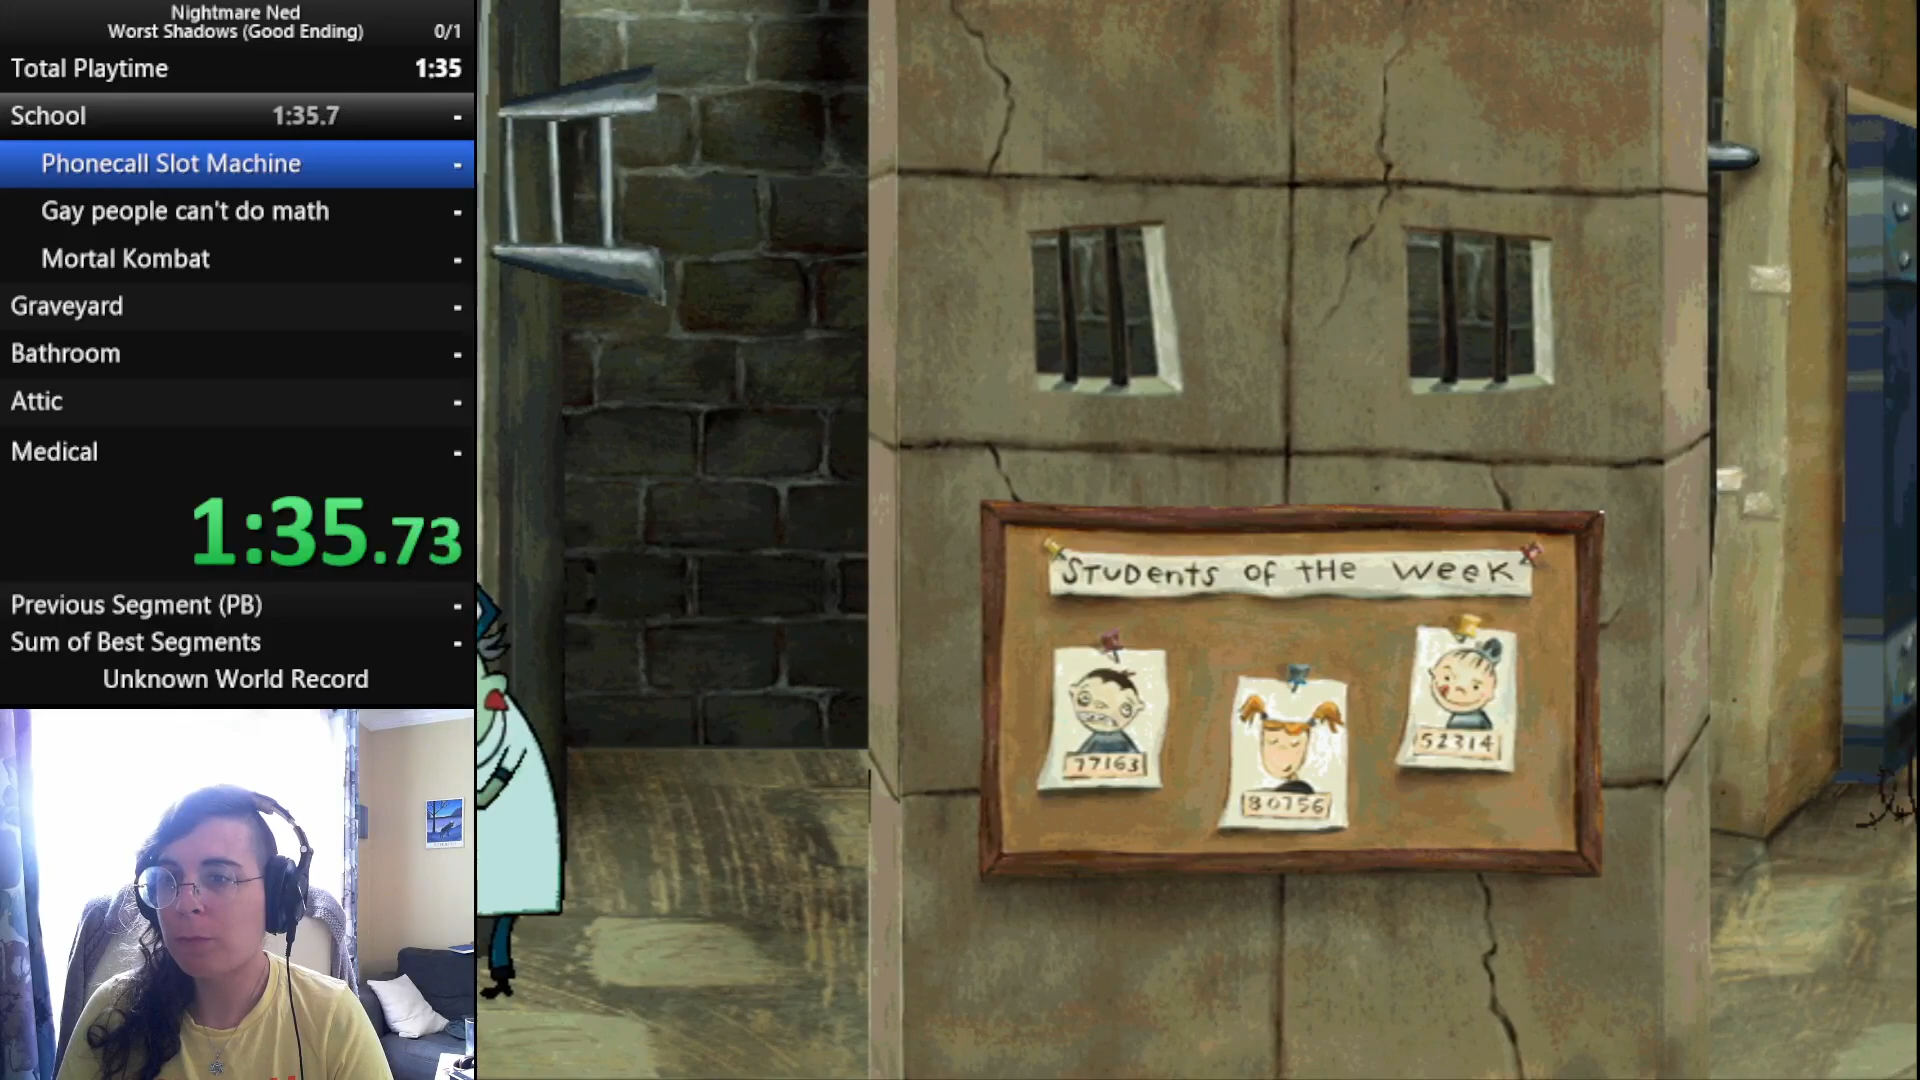 Nightmare Ned
Worst Shadows (Good Ending) 0/1
Total Playtime 1:35
School 1:35.7 -
Phonecall Slot Machine -
Gay people can't do math -
Mortal Kombat -
Graveyard -
Bathroom -
Attic -
Medical -
1:35.73
Previous Segment (PB) -
Sum of Best Segments -
Unknown World Record
STUDentS OF tHe WeeK
77163
80756
52314